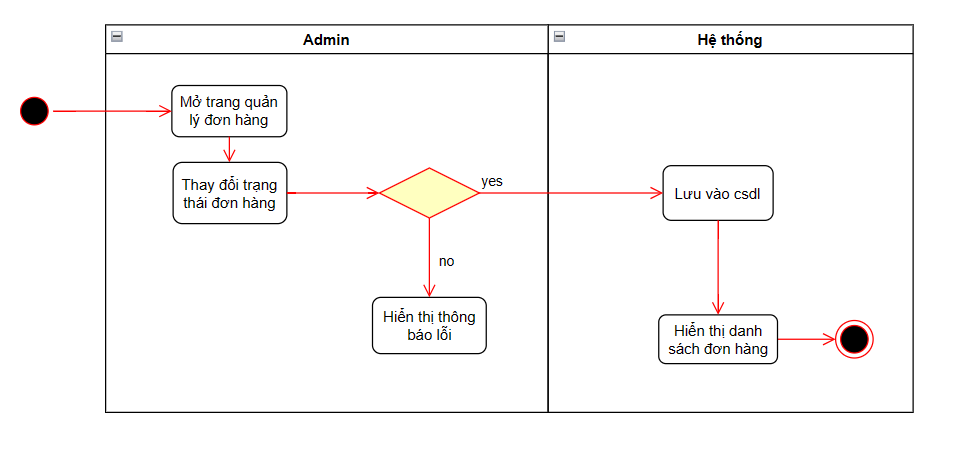 Admin
Hệ thống
Mở trang quản
lý đơn hàng
Thay đổi trạng
thái đơn hàng
yes
Lưu vào csdl
no
Hiển thị thông
báo lỗi
Hiển thị danh
sách đơn hàng